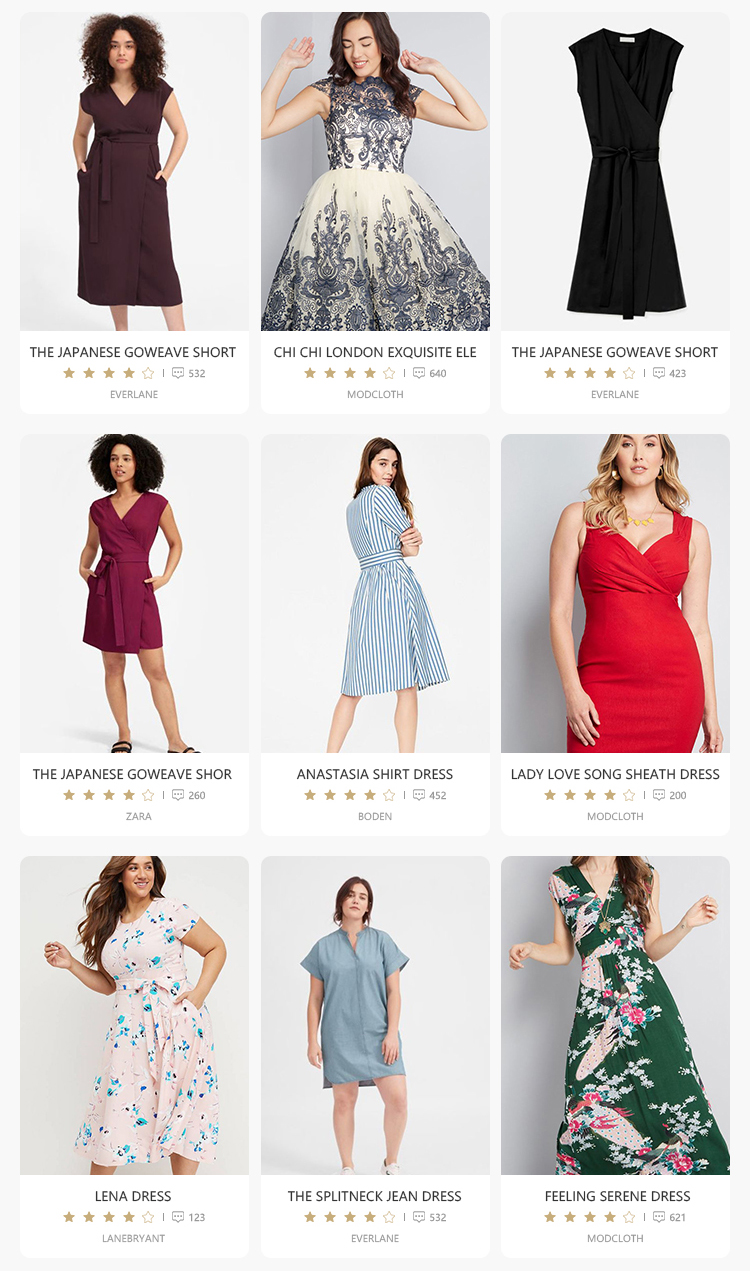 THE JAPANESE GOWEAVE SHORT
532
EVERLANE
CHI CHI LONDON EXQUISITE ELE
640
MODCLOTH
THE JAPANESE GOWEAVE SHORT
423
EVERLANE
THE JAPANESE GOWEAVE SHOR
260
ZARA
ANASTASIA SHIRT DRESS
452
BODEN
LADY LOVE SONG SHEATH DRESS
200
MODCLOTH
LENA DRESS
123
LANEBRYANT
THE SPLITNECK JEAN DRESS
532
EVERLANE
FEELING SERENE DRESS
621
MODCLOTH